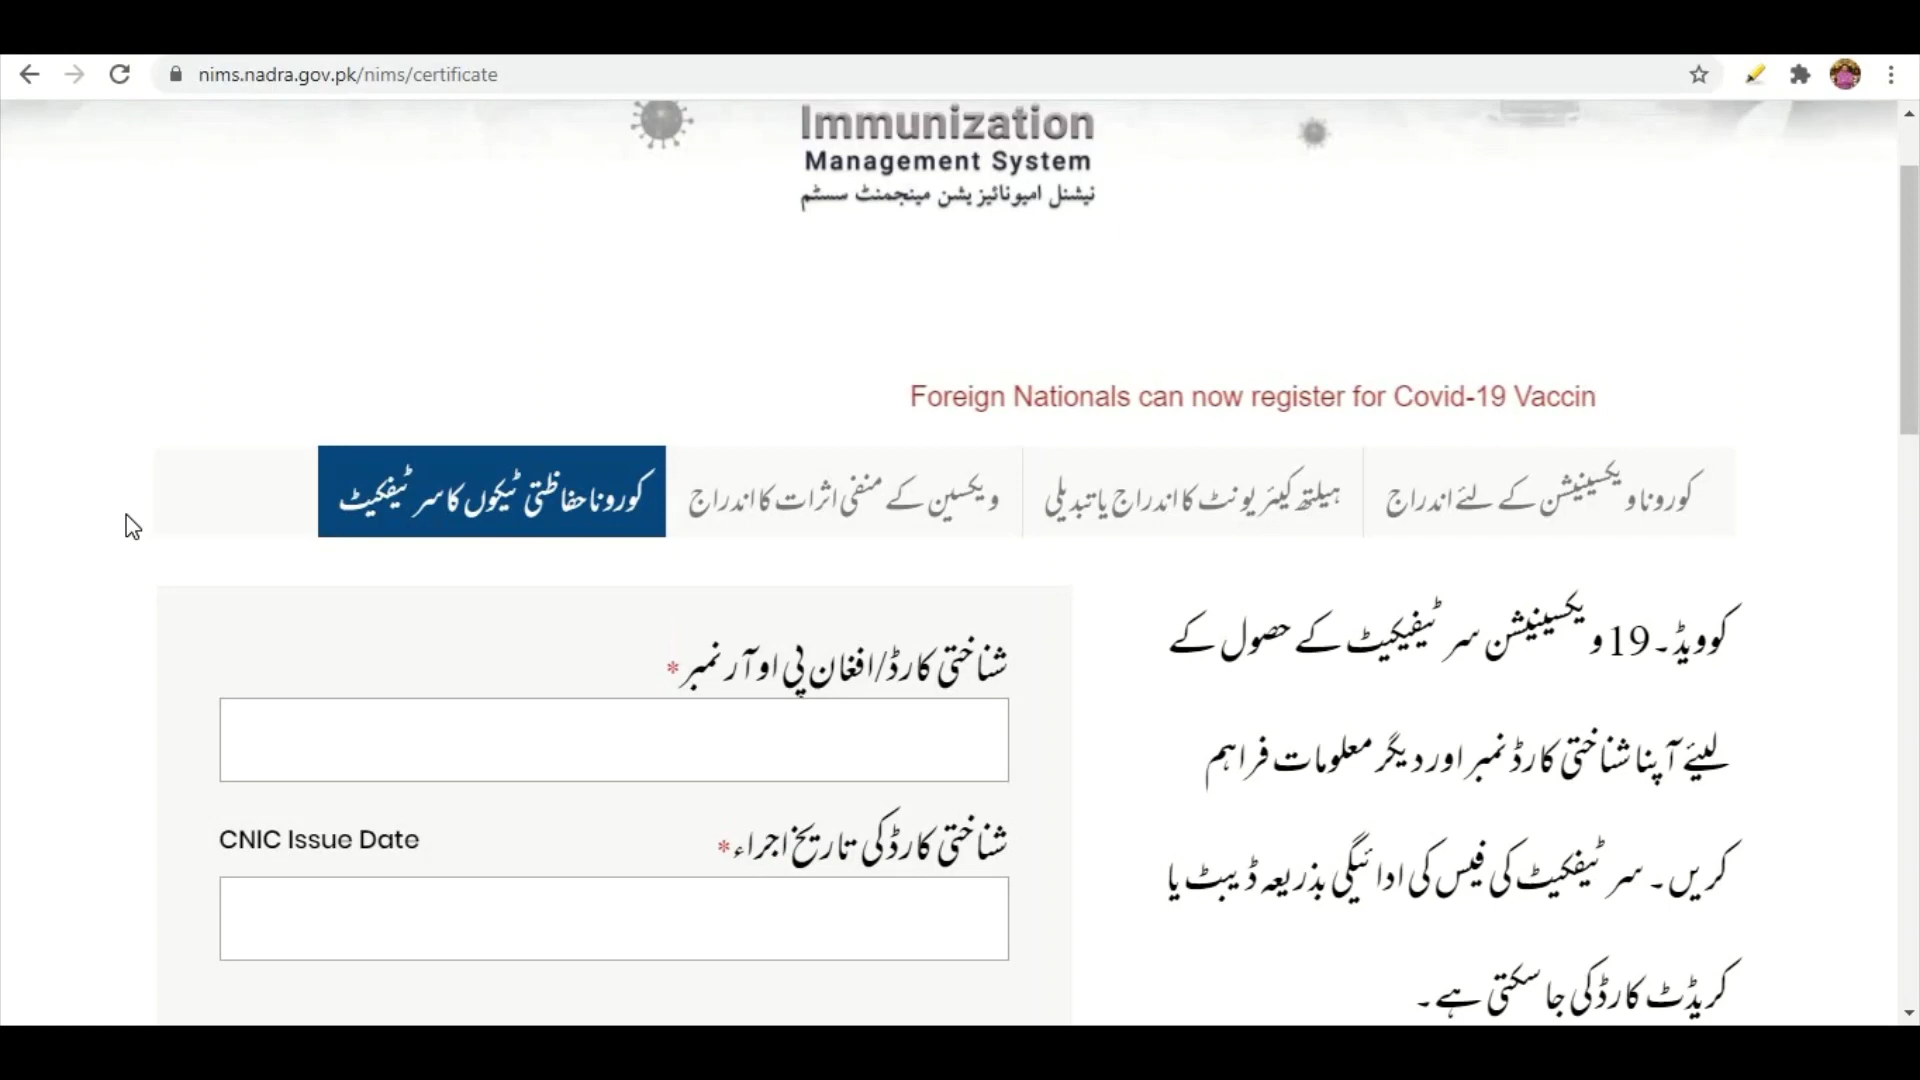 nims.nadra.gov.pk/nims/certificate
Immunization
Management System
نیشنل امیونائیزیشن مینجمنٹ سسٹم
Foreign Nationals can now register for Covid-19 Vaccin
کورونا ویکسینیشن کے لئے اندراج
ہیلتھ کیئر یونٹ کا اندراج یا تبدیلی
ویکسین کے منفی اثرات کا اندراج
کورونا حفاظتی ٹیکوں کا سرٹیفکیٹ
کوویڈ۔19 ویکسینیشن سرٹیفیکیٹ کے حصول کے
لیئے آپنا شناختی کارڈ نمبر اور دیگر معلومات فراہم
کریں۔ سرٹیفکیٹ کی فیس کی ادائیگی بذریعہ ڈیبٹ یا
کریڈٹ کارڈ کی جا سکتی ہے۔
شناختی کارڈ/افغان پی او آر نمبر *
شناختی کارڈ کی تاریخ اجراء *
CNIC Issue Date